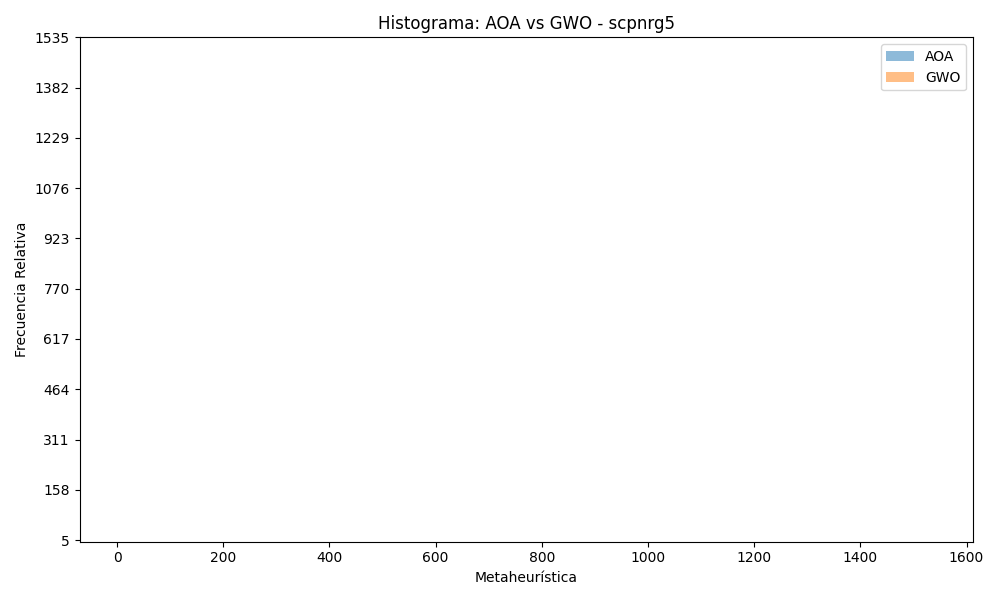 Histograma: AOA vs GWO - scpnrg5
1535
1382
1229
1076
923
770
617
464
311
158
5
Frecuencia Relativa
AOA
GWO
0 200 400 600 800 1000 1200 1400 1600
Metaheurística